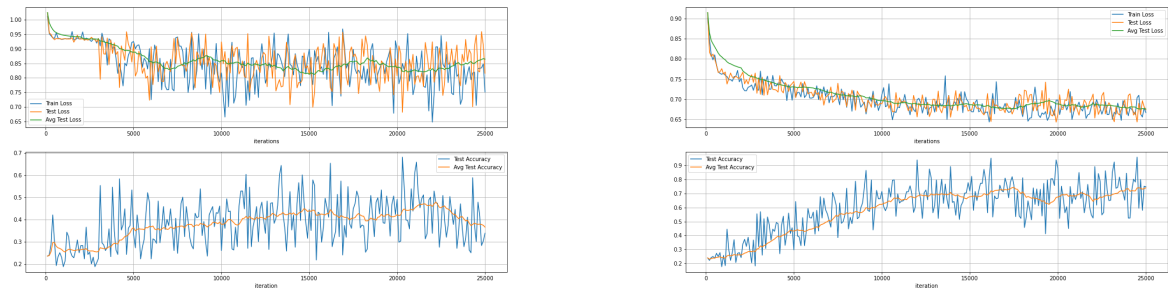 1.00
0.95
0.90
0.85
0.80
0.75
0.70
0.65
Train Loss
Test Loss
Avg Test Loss
0 5000 10000 15000 20000 25000
iterations
0.7
0.6
0.5
0.4
0.3
0.2
Test Accuracy
Avg Test Accuracy
0 5000 10000 15000 20000 25000
iteration
0.90
0.85
0.80
0.75
0.70
0.65
Train Loss
Test Loss
Avg Test Loss
0 5000 10000 15000 20000 25000
iterations
0.9
0.8
0.7
0.6
0.5
0.4
0.3
0.2
Test Accuracy
Avg Test Accuracy
0 5000 10000 15000 20000 25000
iteration